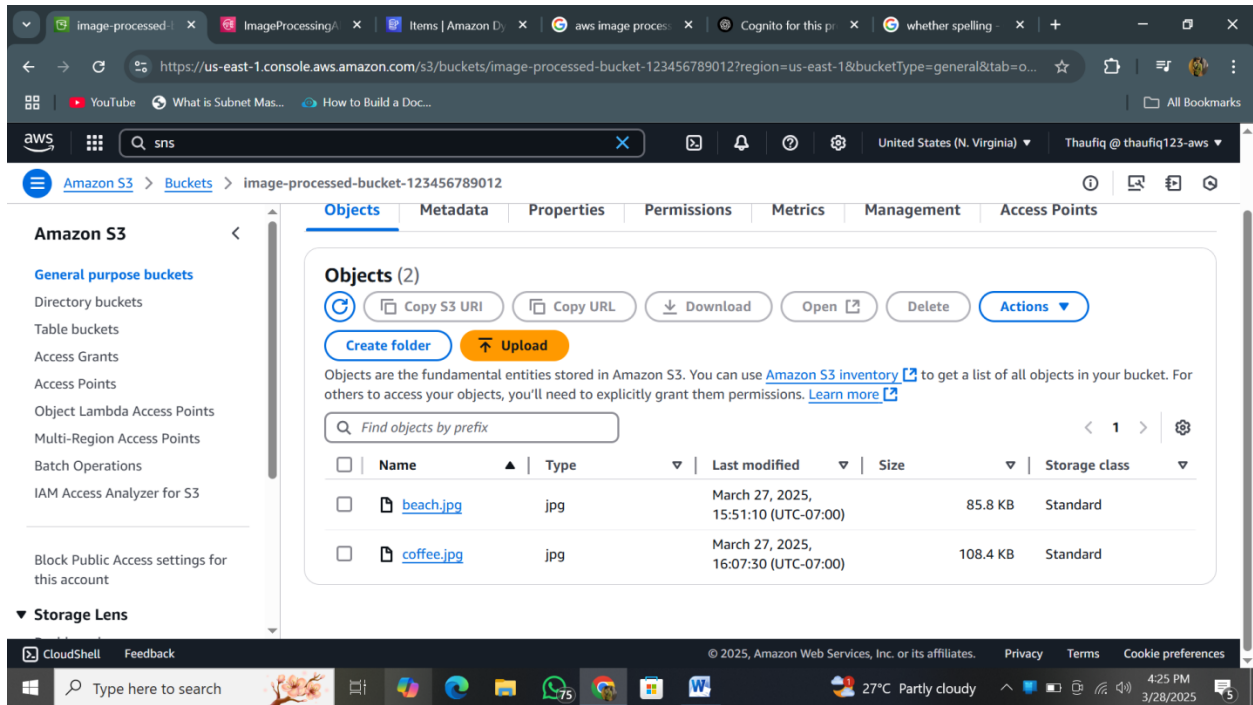 image-processed-
ImageProcessingA
Items | Amazon Dy
aws image process
Cognito for this pr
whether spelling -
https://us-east-1.console.aws.amazon.com/s3/buckets/image-processed-bucket-123456789012?region=us-east-1&bucketType=general&tab=o...
YouTube
What is Subnet Mas...
How to Build a Doc...
All Bookmarks
aws
sns
United States (N. Virginia)
Thaufiq @ thaufiq123-aws
Amazon S3 > Buckets > image-processed-bucket-123456789012
Amazon S3
General purpose buckets
Directory buckets
Table buckets
Access Grants
Access Points
Object Lambda Access Points
Multi-Region Access Points
Batch Operations
IAM Access Analyzer for S3
Block Public Access settings for
this account
Storage Lens
Objects Metadata Properties Permissions Metrics Management Access Points
Objects (2)
Copy S3 URI Copy URL Download Open Delete Actions
Create folder Upload
Objects are the fundamental entities stored in Amazon S3. You can use Amazon S3 inventory to get a list of all objects in your bucket. For
others to access your objects, you'll need to explicitly grant them permissions. Learn more
Find objects by prefix
1
Name Type Last modified Size Storage class
beach.jpg jpg March 27, 2025, 15:51:10 (UTC-07:00) 85.8 KB Standard
coffee.jpg jpg March 27, 2025, 16:07:30 (UTC-07:00) 108.4 KB Standard
CloudShell Feedback
© 2025, Amazon Web Services, Inc. or its affiliates. Privacy Terms Cookie preferences
Type here to search
75
27°C Partly cloudy
4:25 PM
3/28/2025
5